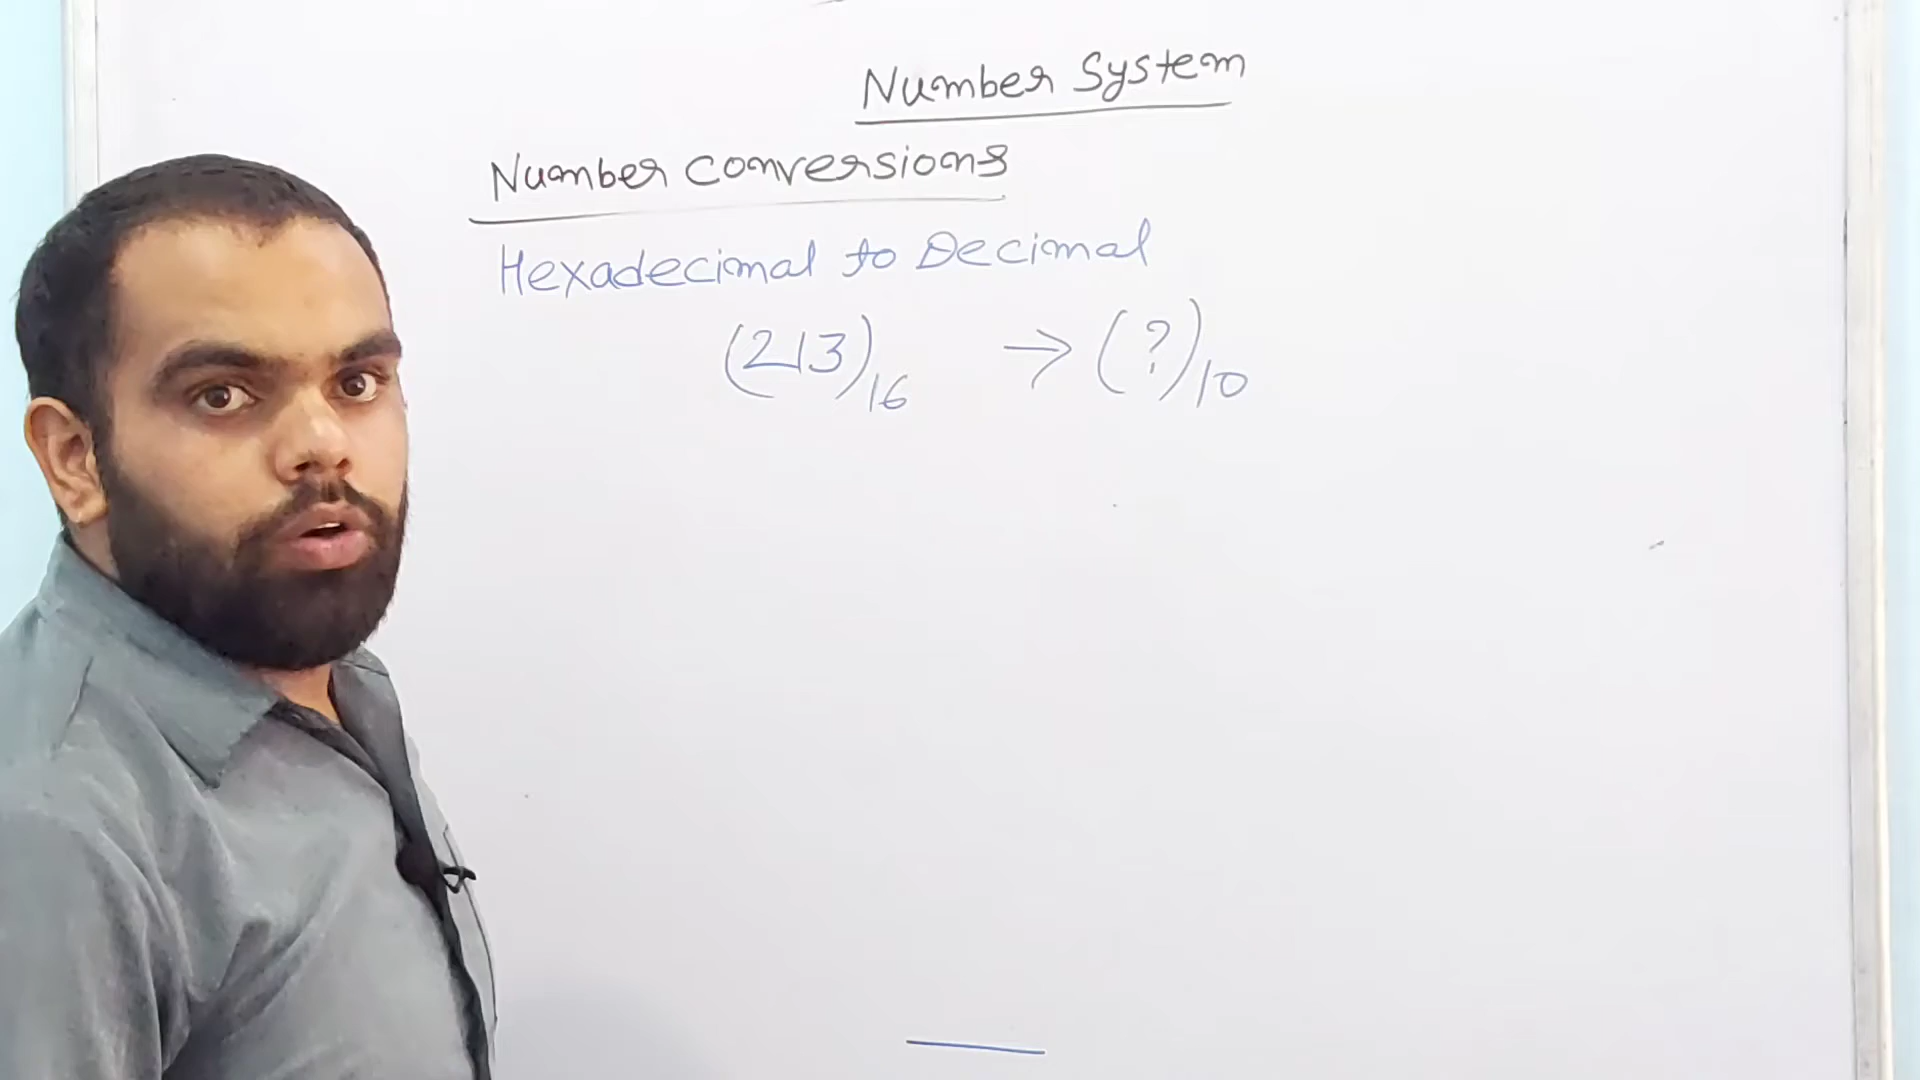 Number System
Number conversions
Hexadecimal to Decimal
(213)₁₆ → (?)₁₀